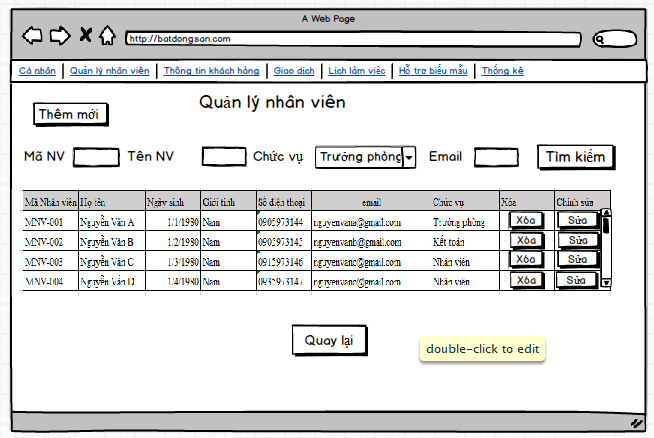 A Web Page
http://batdongsan.com/
Cá nhân Quản lý nhân viên Thông tin khách hàng Giao dịch Lịch làm việc Hỗ trợ biểu mẫu Thống kê
Thêm mới Quản lý nhân viên
Mã NV Tên NV Chức vụ Trưởng phòng Email Tìm kiếm
Mã Nhân viên Họ tên Ngày sinh Giới tính Số điện thoại email Chức vụ Xóa Chỉnh sửa
MNV-001 Nguyễn Văn A 1/1/1980 Nam 0905973144 nguyenvana@gmail.com Trưởng phòng Xóa Sửa
MNV-002 Nguyễn Văn B 1/2/1980 Nam 0905973145 nguyenvanb@gmail.com Kết toán Xóa Sửa
MNV-003 Nguyễn Văn C 1/3/1980 Nam 0915973146 nguyenvanc@gmail.com Nhân viên Xóa Sửa
MNV-004 Nguyễn Văn D 1/4/1980 Nam 0935973147 nguyenvand@gmail.com Nhân viên Xóa Sửa
Quay lại
double-click to edit